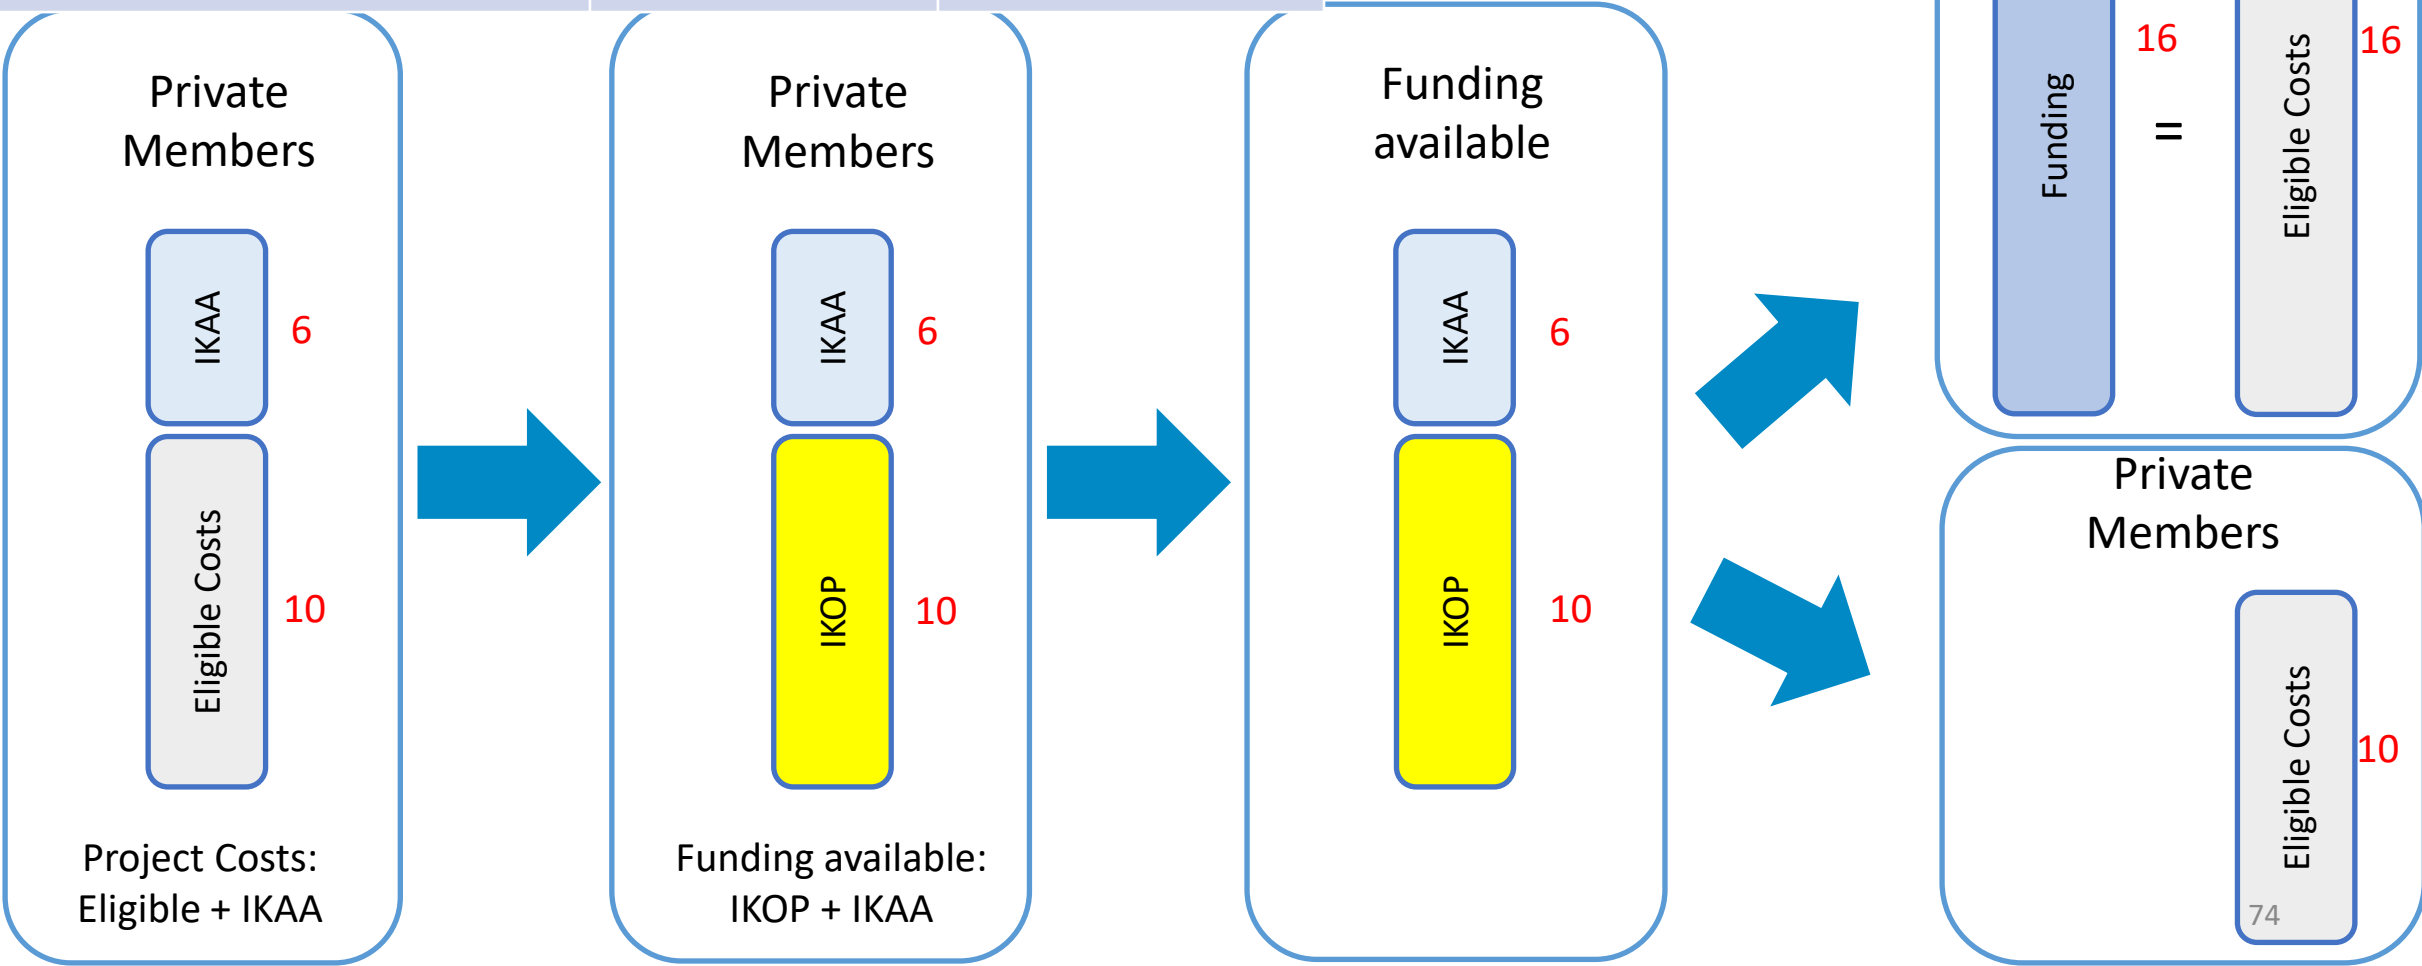 Private
Members
IKAA
6
Eligible Costs
10
Project Costs:
Eligible + IKAA
Private
Members
IKAA
6
IKOP
10
Funding available:
IKOP + IKAA
Funding
available
IKAA
6
IKOP
10
Funding
16
=
Eligible Costs
16
Private
Members
Eligible Costs
10
74